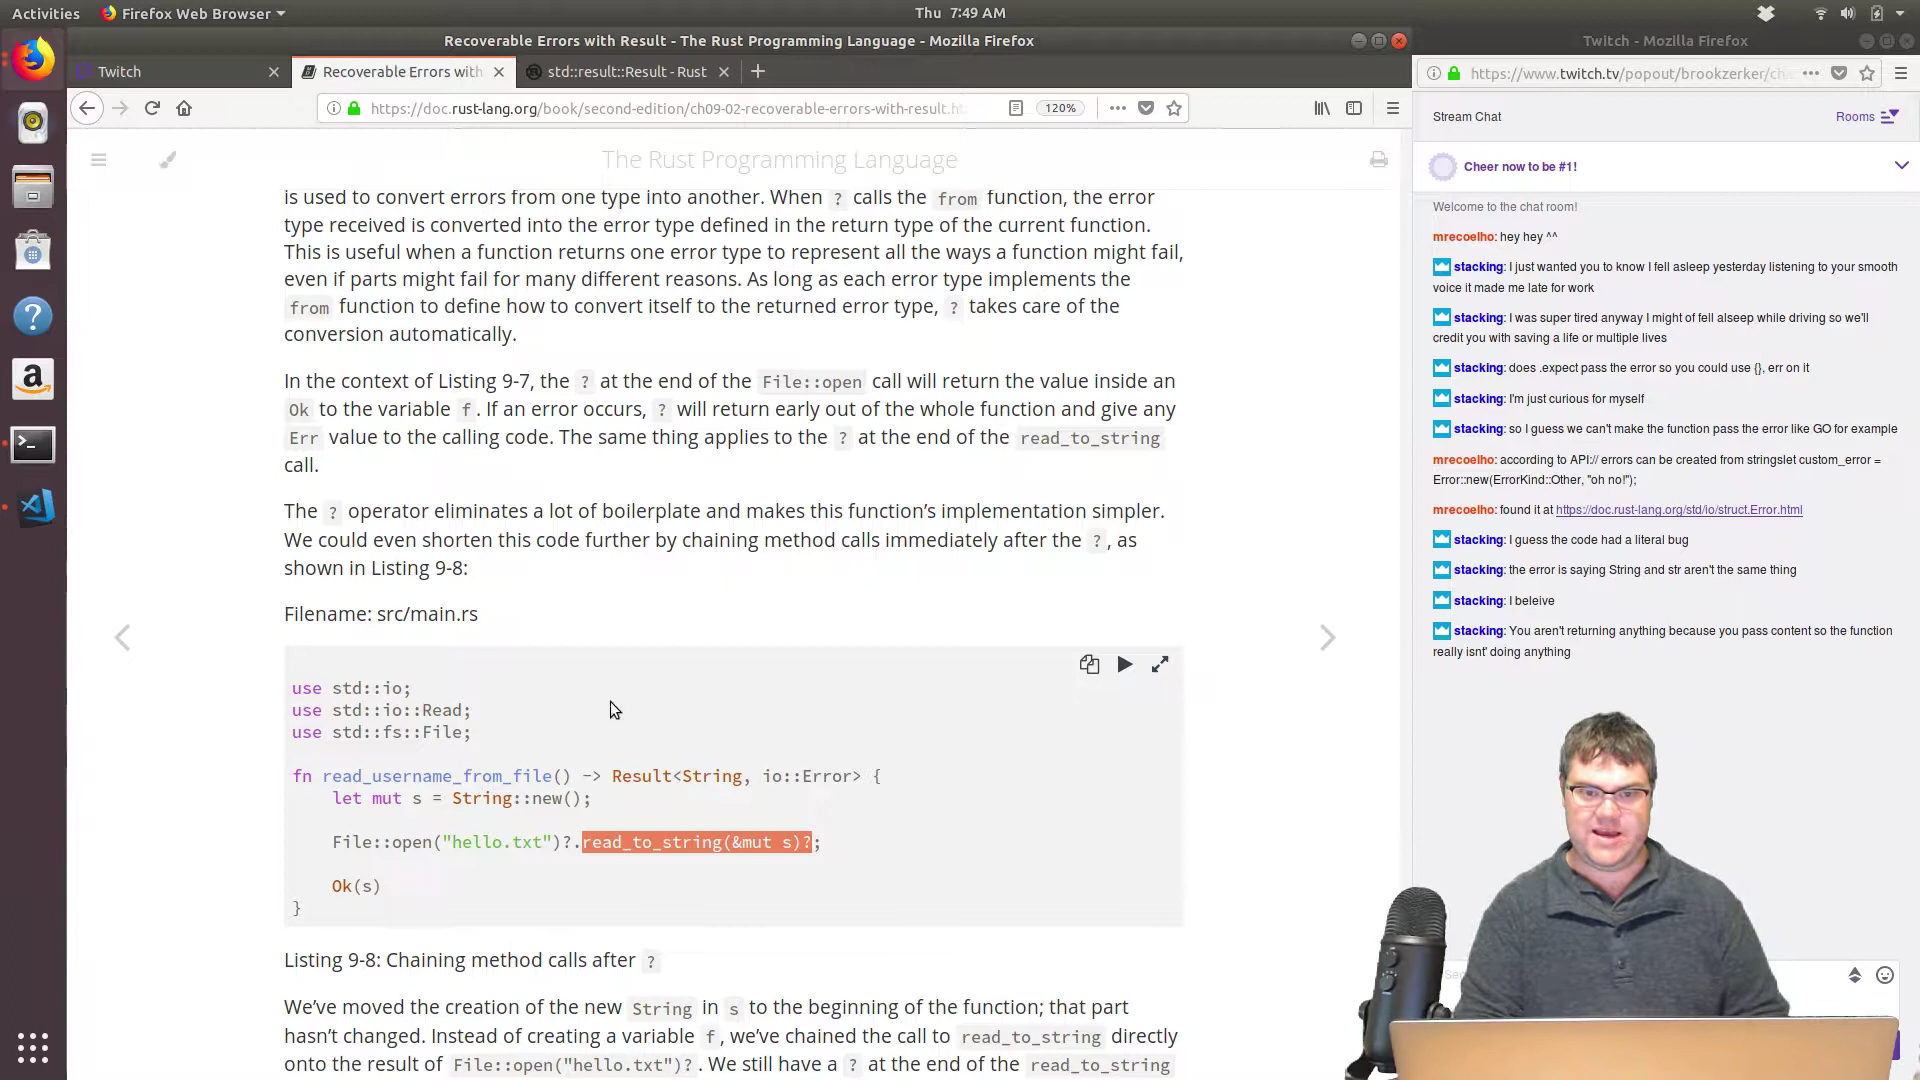 Activities
Firefox Web Browser
Thu 7:49 AM
Recoverable Errors with Result - The Rust Programming Language - Mozilla Firefox
Twitch - Mozilla Firefox
Twitch
Recoverable Errors with
std::result::Result - Rust
https://doc.rust-lang.org/book/second-edition/ch09-02-recoverable-errors-with-result.ht
120%
https://www.twitch.tv/popout/brookzerker/cha
The Rust Programming Language
is used to convert errors from one type into another. When ? calls the from function, the error
type received is converted into the error type defined in the return type of the current function.
This is useful when a function returns one error type to represent all the ways a function might fail,
even if parts might fail for many different reasons. As long as each error type implements the
from function to define how to convert itself to the returned error type, ? takes care of the
conversion automatically.
In the context of Listing 9-7, the ? at the end of the File::open call will return the value inside an
Ok to the variable f. If an error occurs, ? will return early out of the whole function and give any
Err value to the calling code. The same thing applies to the ? at the end of the read_to_string
call.
The ? operator eliminates a lot of boilerplate and makes this function’s implementation simpler.
We could even shorten this code further by chaining method calls immediately after the ?, as
shown in Listing 9-8:
Filename: src/main.rs
use std::io;
use std::io::Read;
use std::fs::File;
fn read_username_from_file() -> Result<String, io::Error> {
let mut s = String::new();
File::open("hello.txt")?.read_to_string(&mut s)?;
Ok(s)
}
Listing 9-8: Chaining method calls after ?
We’ve moved the creation of the new String in s to the beginning of the function; that part
hasn’t changed. Instead of creating a variable f, we’ve chained the call to read_to_string directly
onto the result of File::open("hello.txt")?. We still have a ? at the end of the read_to_string
Stream Chat
Rooms
Cheer now to be #1!
Welcome to the chat room!
mrecoelho: hey hey ^^
stacking: I just wanted you to know I fell asleep yesterday listening to your smooth
voice it made me late for work
stacking: I was super tired anyway I might of fell alseep while driving so we'll
credit you with saving a life or multiple lives
stacking: does .expect pass the error so you could use {}, err on it
stacking: I'm just curious for myself
stacking: so I guess we can't make the function pass the error like GO for example
mrecoelho: according to API:// errors can be created from stringslet custom_error =
Error::new(ErrorKind::Other, "oh no!");
mrecoelho: found it at https://doc.rust-lang.org/std/io/struct.Error.html
stacking: I guess the code had a literal bug
stacking: the error is saying String and str aren't the same thing
stacking: I beleive
stacking: You aren't returning anything because you pass content so the function
really isnt' doing anything